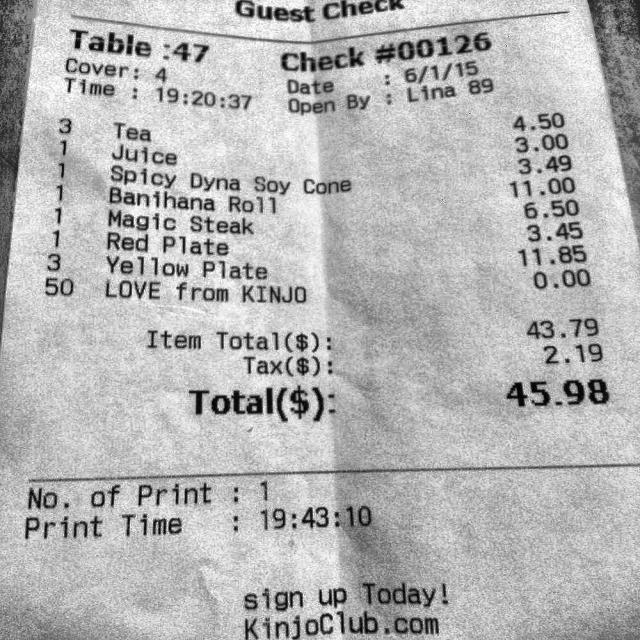 Guest Check
Table :47 Check #00126
Cover: 4 Date : 6/1/15
Time : 19:20:37 Open By : Lina 89
3 Tea 4.50
1 Juice 3.00
1 Spicy Dyna Soy Cone 3.49
1 Banihana Roll 11.00
1 Magic Steak 6.50
1 Red Plate 3.45
3 Yellow Plate 11.85
50 LOVE from KINJO 0.00
Item Total($): 43.79
Tax($): 2.19
Total($): 45.98
No. of Print : 1
Print Time : 19:43:10
sign up Today!
KinjoClub.com